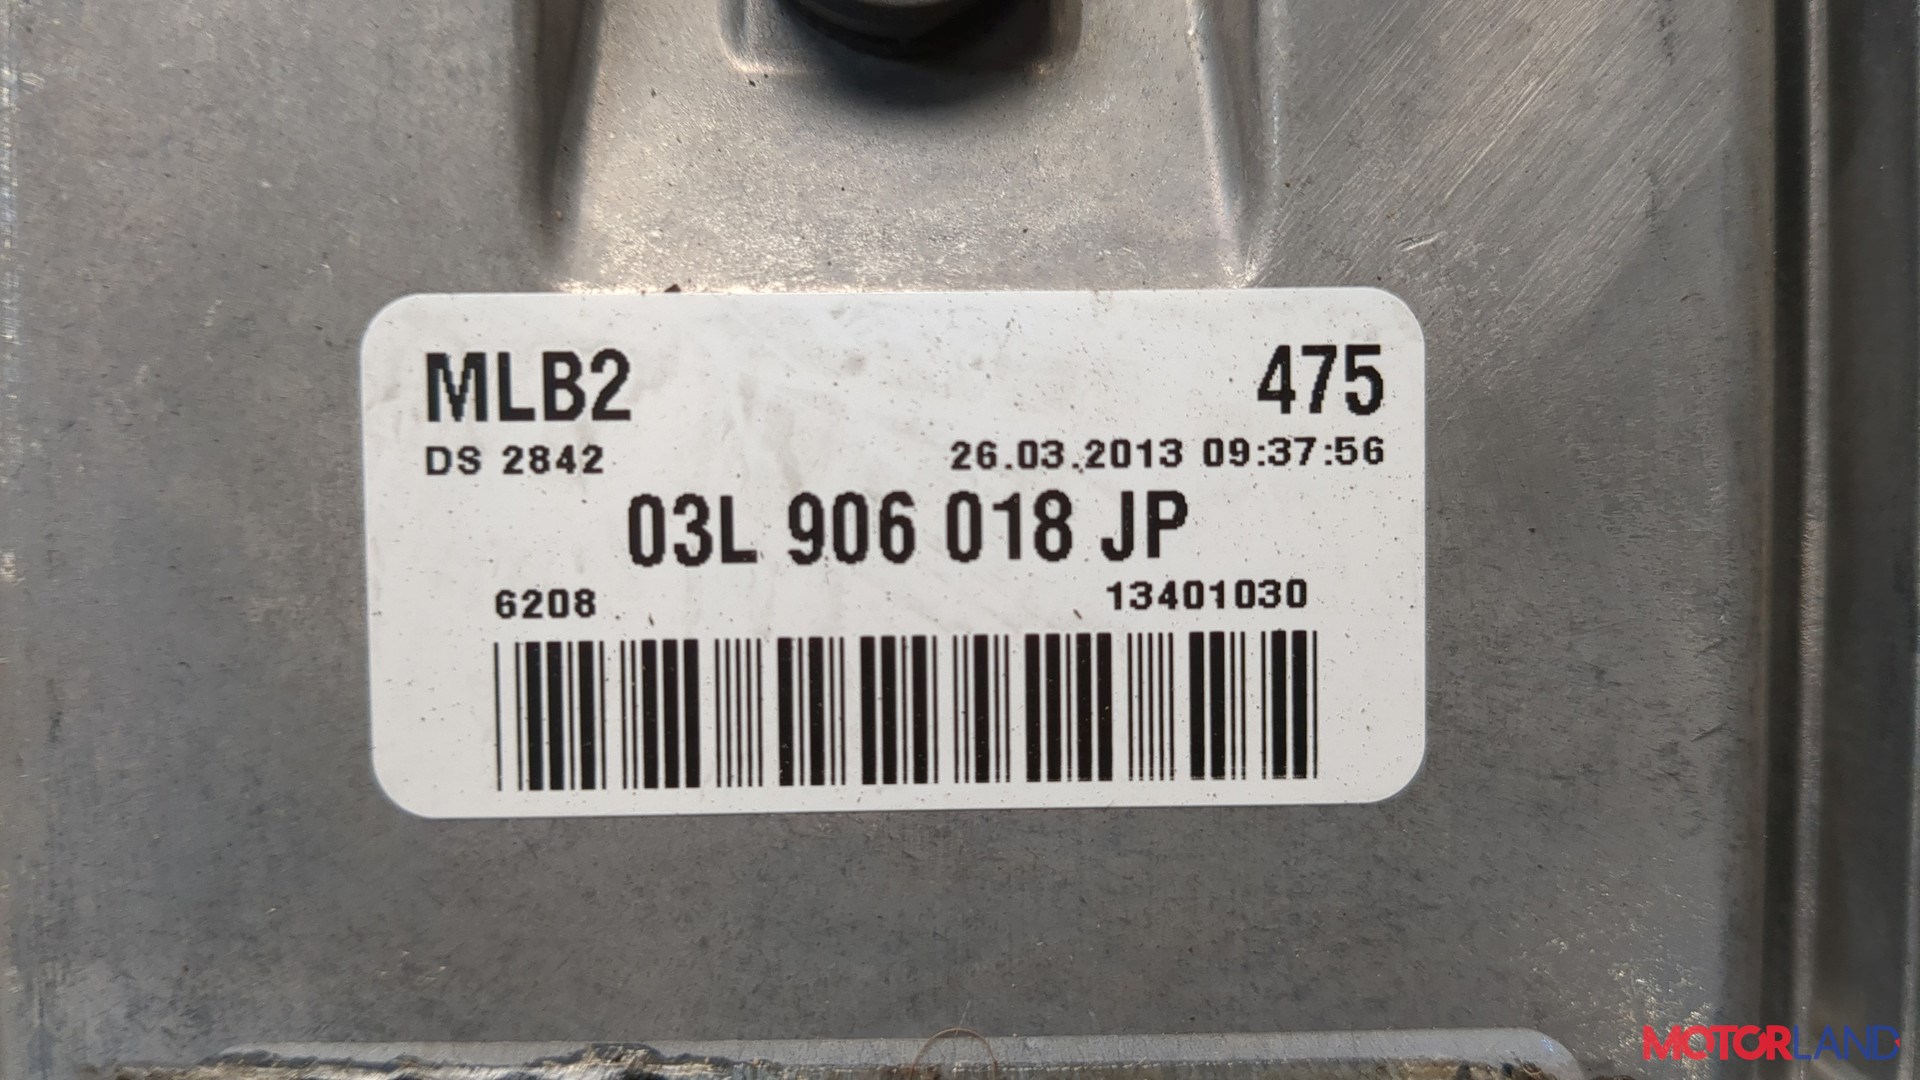 MLB2 475
DS 2842 26.03.2013 09:37:56
03L 906 018 JP
6208 13401030
MOTORLAND